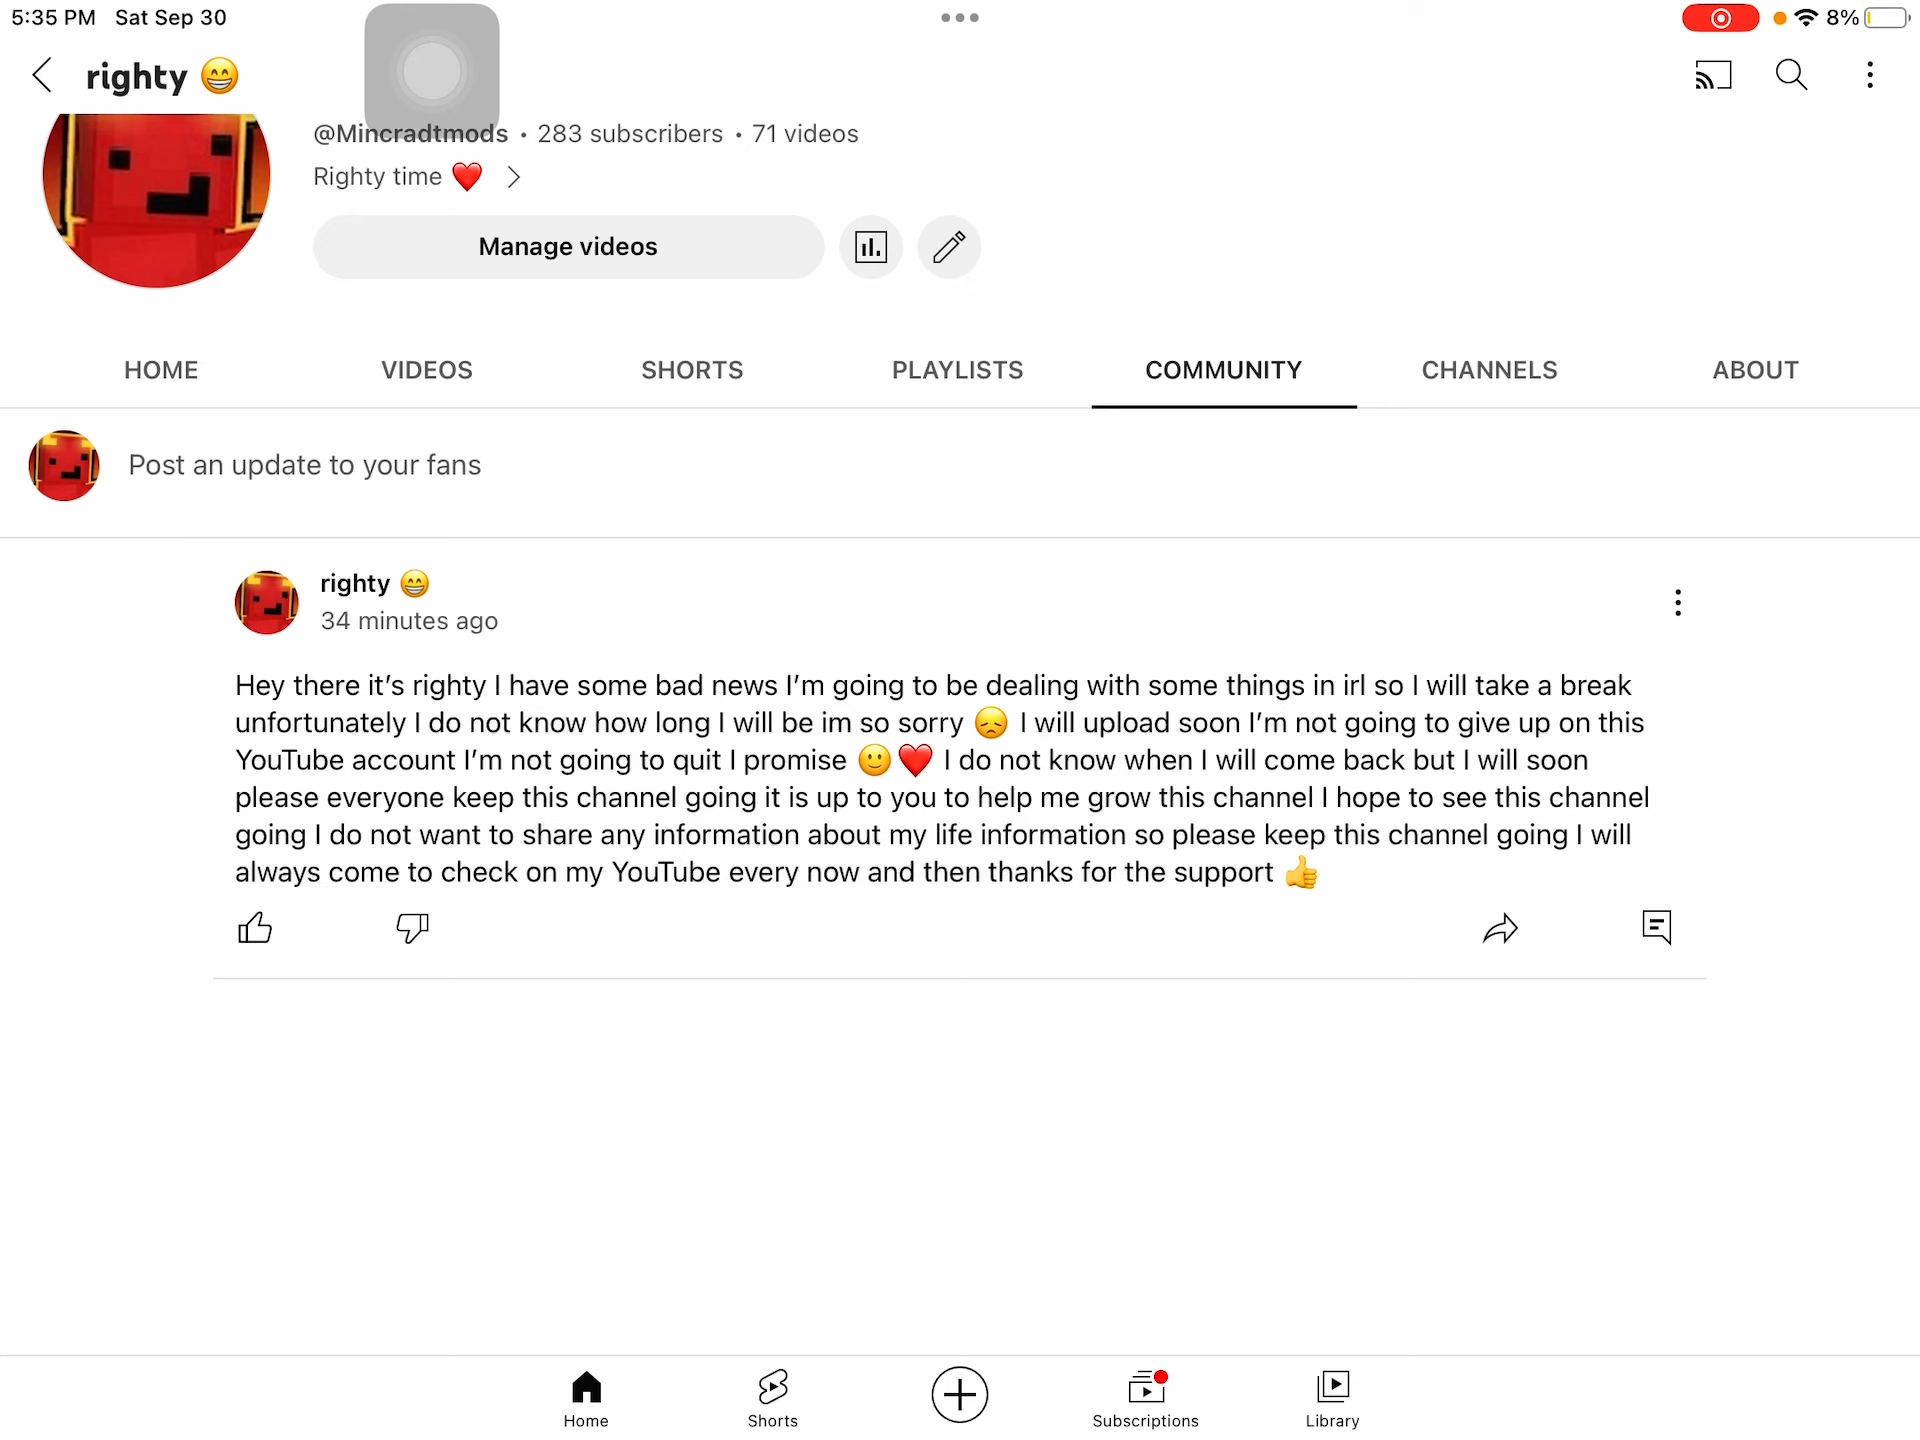 5:35 PM Sat Sep 30
8%
righty 😁
@Mincradtmods • 283 subscribers • 71 videos
Righty time ❤️ >
Manage videos
HOME VIDEOS SHORTS PLAYLISTS COMMUNITY CHANNELS ABOUT
Post an update to your fans
righty 😁
34 minutes ago
Hey there it’s righty I have some bad news I’m going to be dealing with some things in irl so I will take a break
unfortunately I do not know how long I will be im so sorry 😞 I will upload soon I’m not going to give up on this
YouTube account I’m not going to quit I promise 🙂❤️ I do not know when I will come back but I will soon
please everyone keep this channel going it is up to you to help me grow this channel I hope to see this channel
going I do not want to share any information about my life information so please keep this channel going I will
always come to check on my YouTube every now and then thanks for the support 👍
Home Shorts Subscriptions Library